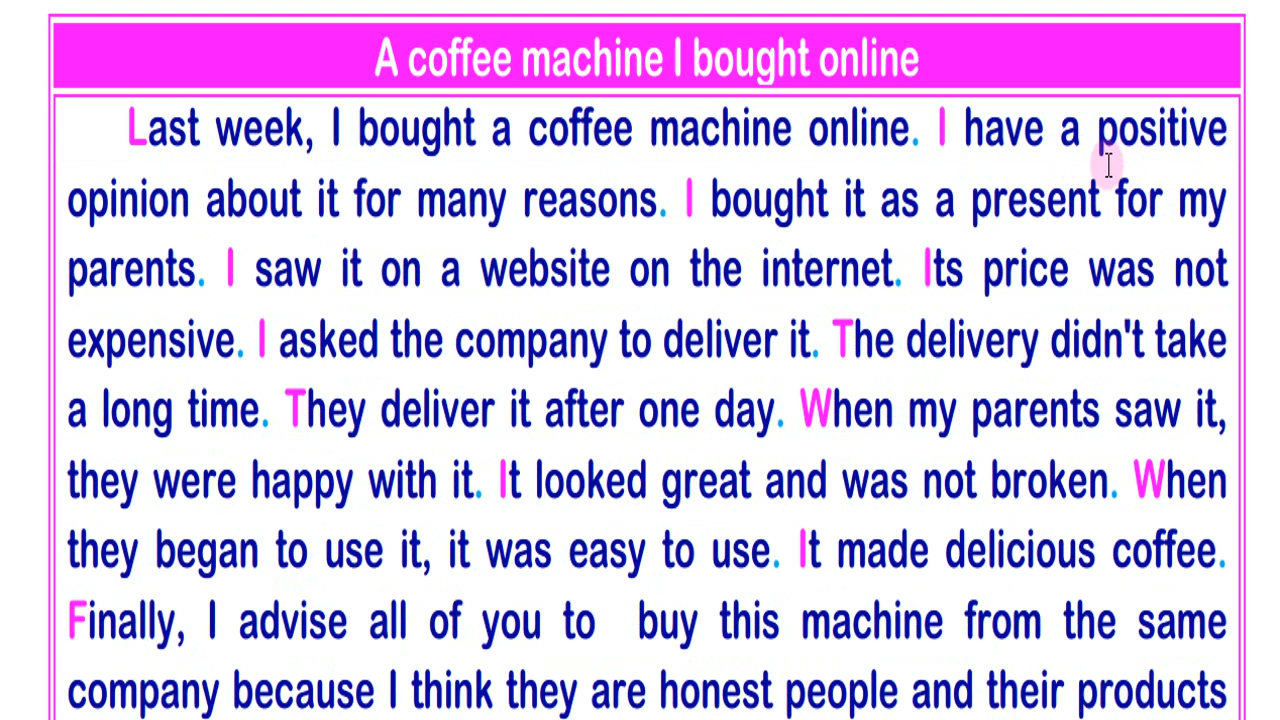 A coffee machine I bought online
Last week, I bought a coffee machine online. I have a positive
opinion about it for many reasons. I bought it as a present for my
parents. I saw it on a website on the internet. Its price was not
expensive. I asked the company to deliver it. The delivery didn't take
a long time. They deliver it after one day. When my parents saw it,
they were happy with it. It looked great and was not broken. When
they began to use it, it was easy to use. It made delicious coffee.
Finally, I advise all of you to  buy this machine from the same
company because I think they are honest people and their products